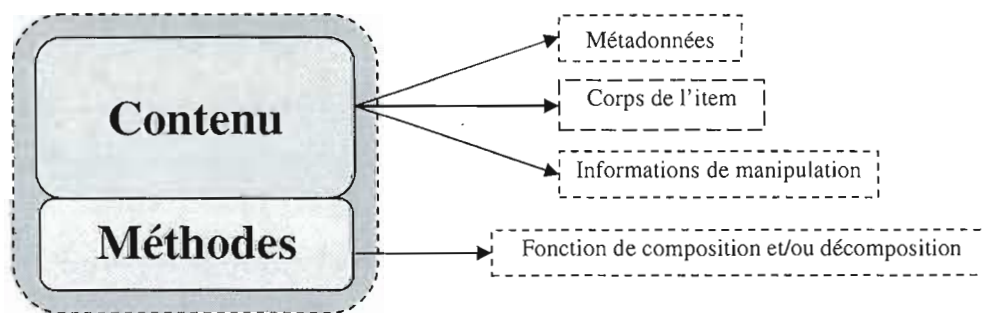 Métadonnées
Contenu
Corps de l'item
Informations de manipulation
Méthodes
Fonction de composition et/ou décomposition